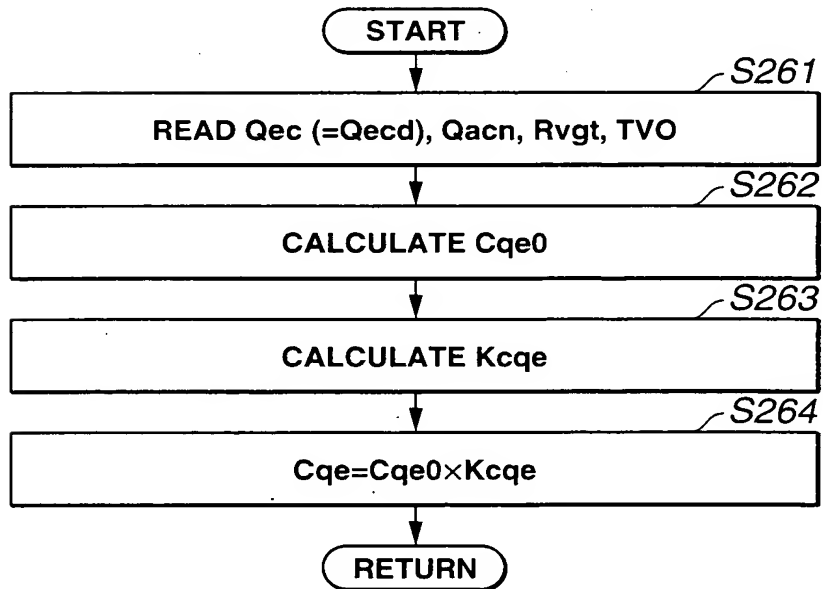 START
S261
READ Qec (=Qecd), Qacn, Rvgt, TVO
S262
CALCULATE Cqe0
S263
CALCULATE Kcqe
S264
Cqe=Cqe0×Kcqe
RETURN